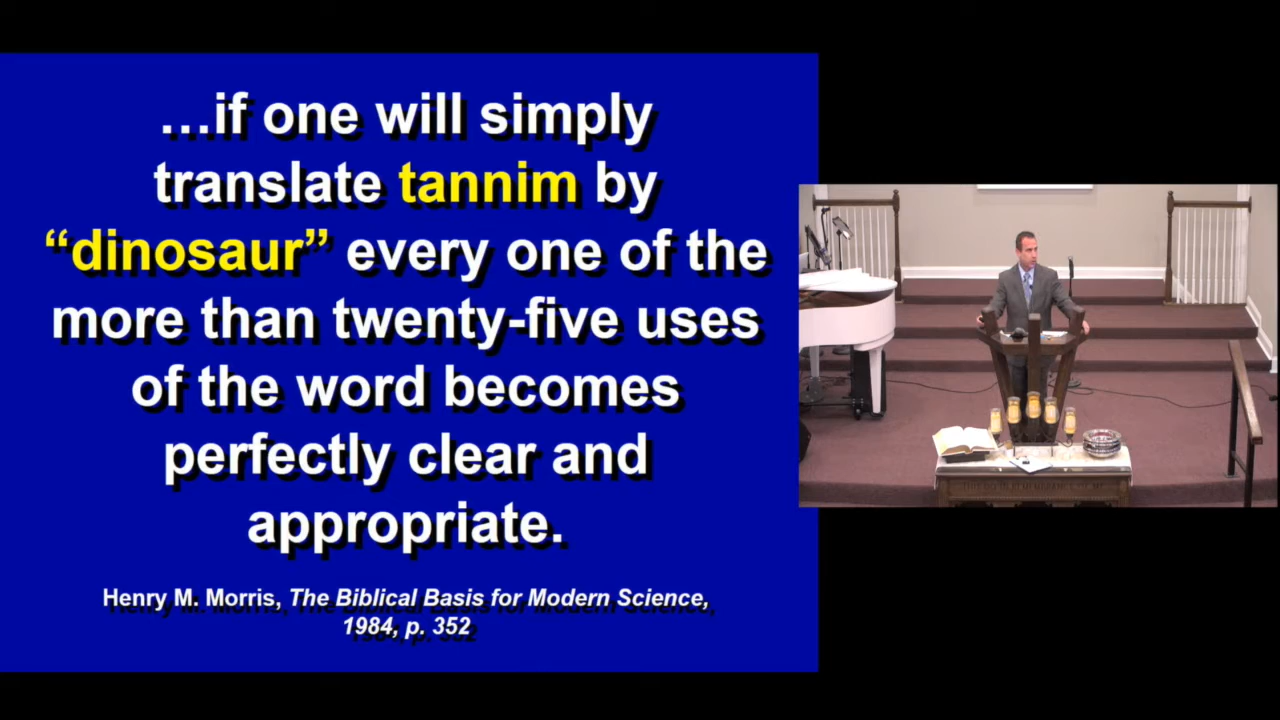 …if one will simply
translate tannim by
“dinosaur” every one of the
more than twenty-five uses
of the word becomes
perfectly clear and
appropriate.
Henry M. Morris, The Biblical Basis for Modern Science,
1984, p. 352